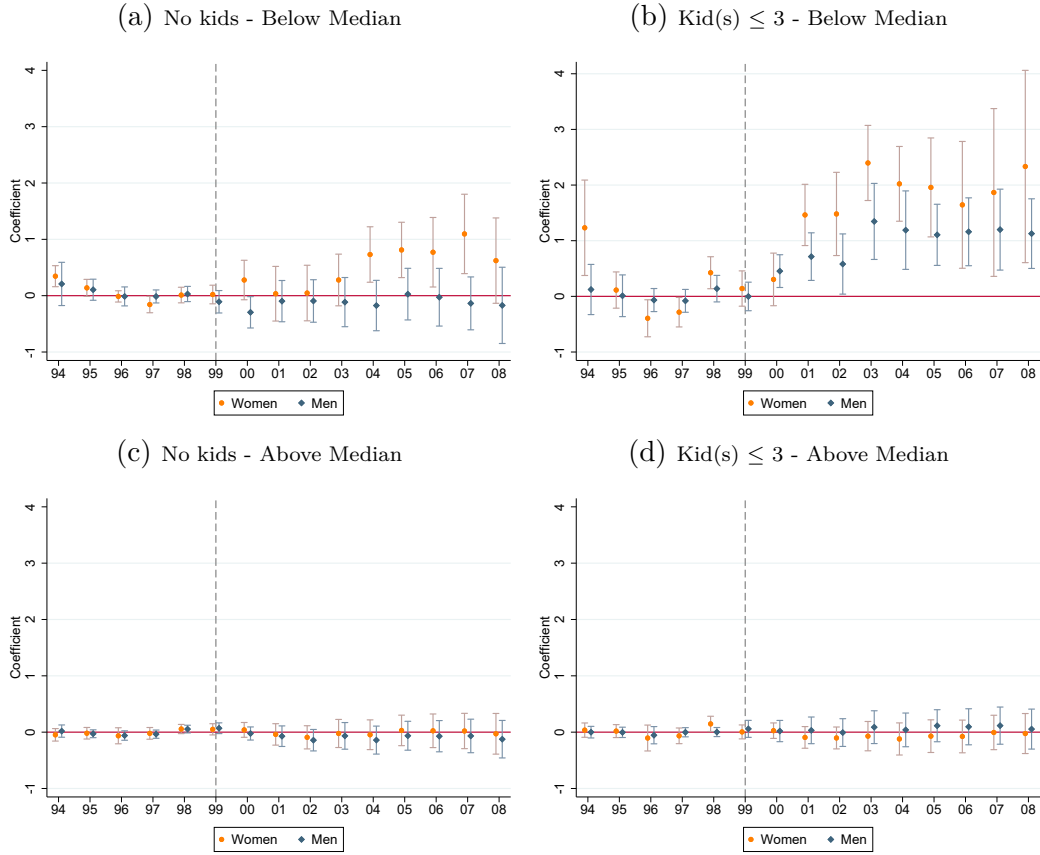 (a) No kids - Below Median
4
3
2
1
0
-1
Coefficient
94 95 96 97 98 99 00 01 02 03 04 05 06 07 08
Women Men
(b) Kid(s) ≤ 3 - Below Median
4
3
2
1
0
-1
Coefficient
94 95 96 97 98 99 00 01 02 03 04 05 06 07 08
Women Men
(c) No kids - Above Median
4
3
2
1
0
-1
Coefficient
94 95 96 97 98 99 00 01 02 03 04 05 06 07 08
Women Men
(d) Kid(s) ≤ 3 - Above Median
4
3
2
1
0
-1
Coefficient
94 95 96 97 98 99 00 01 02 03 04 05 06 07 08
Women Men